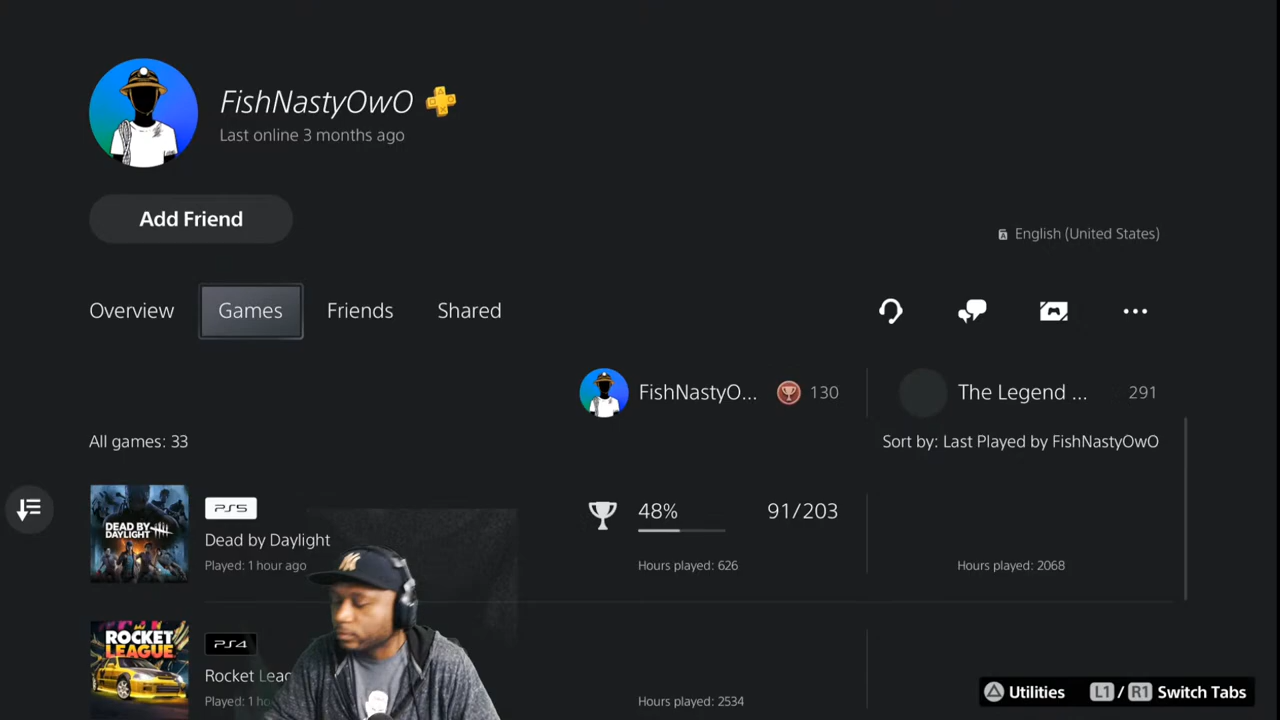 FishNastyOwO
Last online 3 months ago
Add Friend
English (United States)
Overview
Games
Friends
Shared
FishNastyO... 130
The Legend ... 291
All games: 33
Sort by: Last Played by FishNastyOwO
DEAD BY
DAYLIGHT
PS5
Dead by Daylight
Played: 1 hour ago
48%
91/203
Hours played: 626
Hours played: 2068
ROCKET
LEAGUE
PS4
Rocket Leag
Played: 1 ho
Hours played: 2534
Utilities
L1 / R1 Switch Tabs